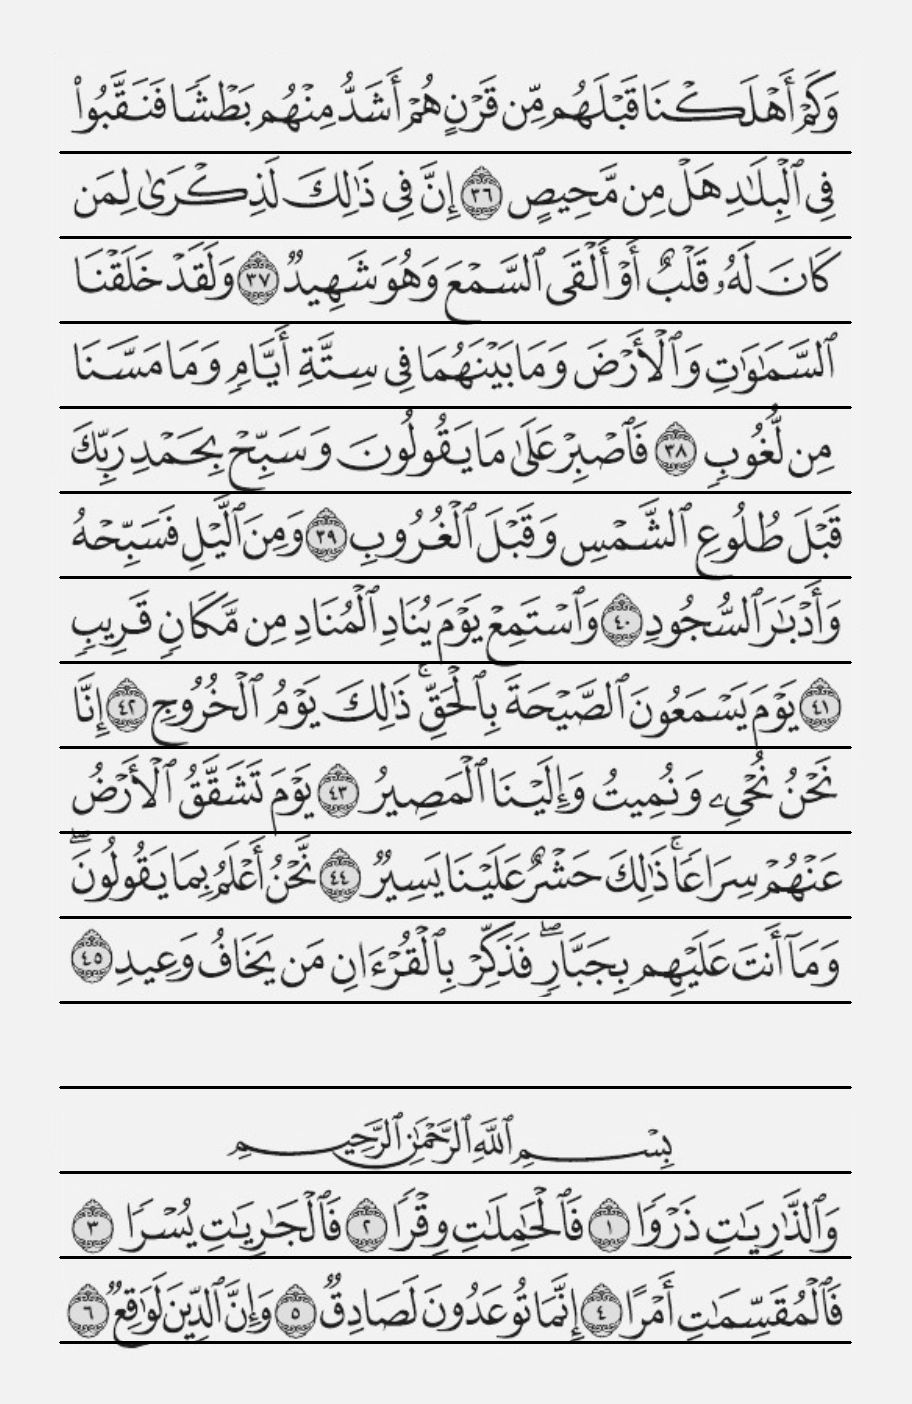 وَكَمْ أَهْلَكْنَا قَبْلَهُم مِّن قَرْنٍ هُمْ أَشَدُّ مِنْهُم بَطْشًا فَنَقَّبُوا۟
فِى ٱلْبِلَـٰدِ هَلْ مِن مَّحِيصٍ ٣٦ إِنَّ فِى ذَٰلِكَ لَذِكْرَىٰ لِمَن
كَانَ لَهُۥ قَلْبٌ أَوْ أَلْقَى ٱلسَّمْعَ وَهُوَ شَهِيدٌ ٣٧ وَلَقَدْ خَلَقْنَا
ٱلسَّمَـٰوَٰتِ وَٱلْأَرْضَ وَمَا بَيْنَهُمَا فِى سِتَّةِ أَيَّامٍ وَمَا مَسَّنَا
مِن لُّغُوبٍ ٣٨ فَٱصْبِرْ عَلَىٰ مَا يَقُولُونَ وَسَبِّحْ بِحَمْدِ رَبِّكَ
قَبْلَ طُلُوعِ ٱلشَّمْسِ وَقَبْلَ ٱلْغُرُوبِ ٣٩ وَمِنَ ٱلَّيْلِ فَسَبِّحْهُ
وَأَدْبَـٰرَ ٱلسُّجُودِ ٤٠ وَٱسْتَمِعْ يَوْمَ يُنَادِ ٱلْمُنَادِ مِن مَّكَانٍ قَرِيبٍ
٤١ يَوْمَ يَسْمَعُونَ ٱلصَّيْحَةَ بِٱلْحَقِّ ۚ ذَٰلِكَ يَوْمُ ٱلْخُرُوجِ ٤٢ إِنَّا
نَحْنُ نُحْىِۦ وَنُمِيتُ وَإِلَيْنَا ٱلْمَصِيرُ ٤٣ يَوْمَ تَشَقَّقُ ٱلْأَرْضُ
عَنْهُمْ سِرَاعًا ۚ ذَٰلِكَ حَشْرٌ عَلَيْنَا يَسِيرٌ ٤٤ نَّحْنُ أَعْلَمُ بِمَا يَقُولُونَ ۖ
وَمَآ أَنتَ عَلَيْهِم بِجَبَّارٍ ۖ فَذَكِّرْ بِٱلْقُرْءَانِ مَن يَخَافُ وَعِيدِ ٤٥
بِسْمِ ٱللَّهِ ٱلرَّحْمَـٰنِ ٱلرَّحِيمِ
وَٱلذَّٰرِيَـٰتِ ذَرْوًا ١ فَٱلْحَـٰمِلَـٰتِ وِقْرًا ٢ فَٱلْجَـٰرِيَـٰتِ يُسْرًا ٣
فَٱلْمُقَسِّمَـٰتِ أَمْرًا ٤ إِنَّمَا تُوعَدُونَ لَصَادِقٌ ٥ وَإِنَّ ٱلدِّينَ لَوَٰقِعٌ ٦